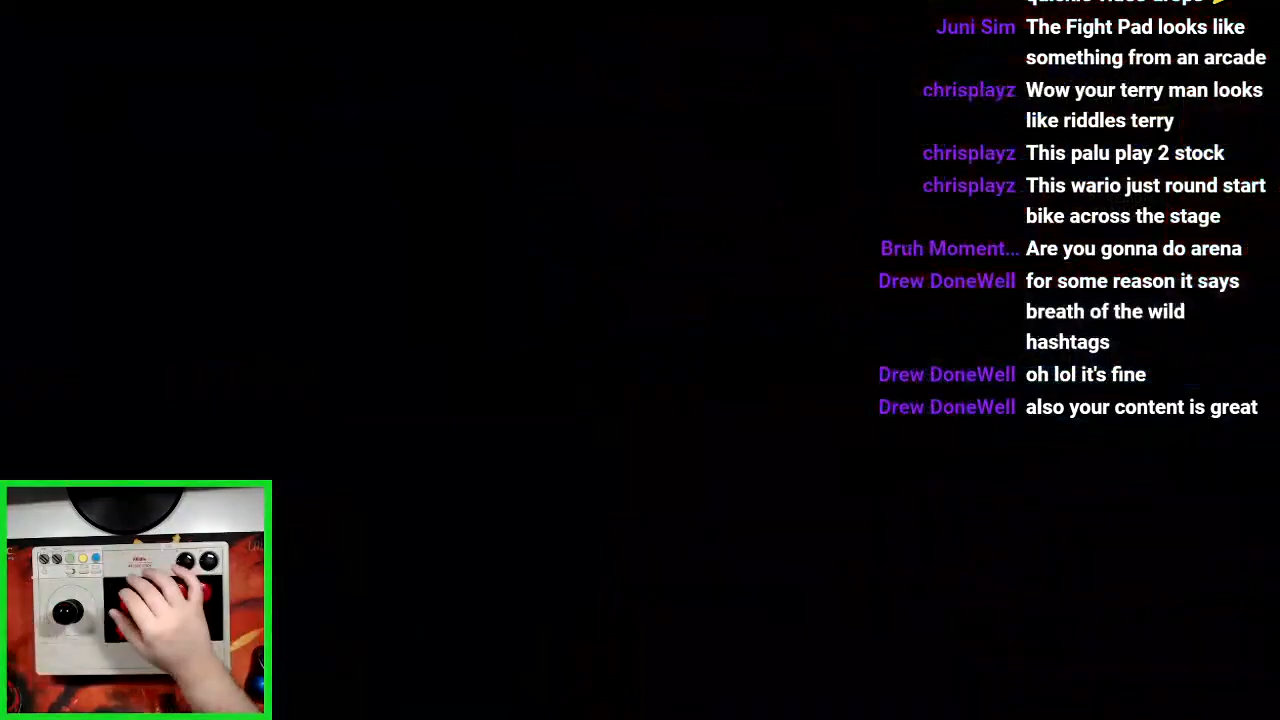 Juni Sim The Fight Pad looks like
something from an arcade
chrisplayz Wow your terry man looks
like riddles terry
chrisplayz This palu play 2 stock
chrisplayz This wario just round start
bike across the stage
Bruh Moment... Are you gonna do arena
Drew DoneWell for some reason it says
breath of the wild
hashtags
Drew DoneWell oh lol it's fine
Drew DoneWell also your content is great